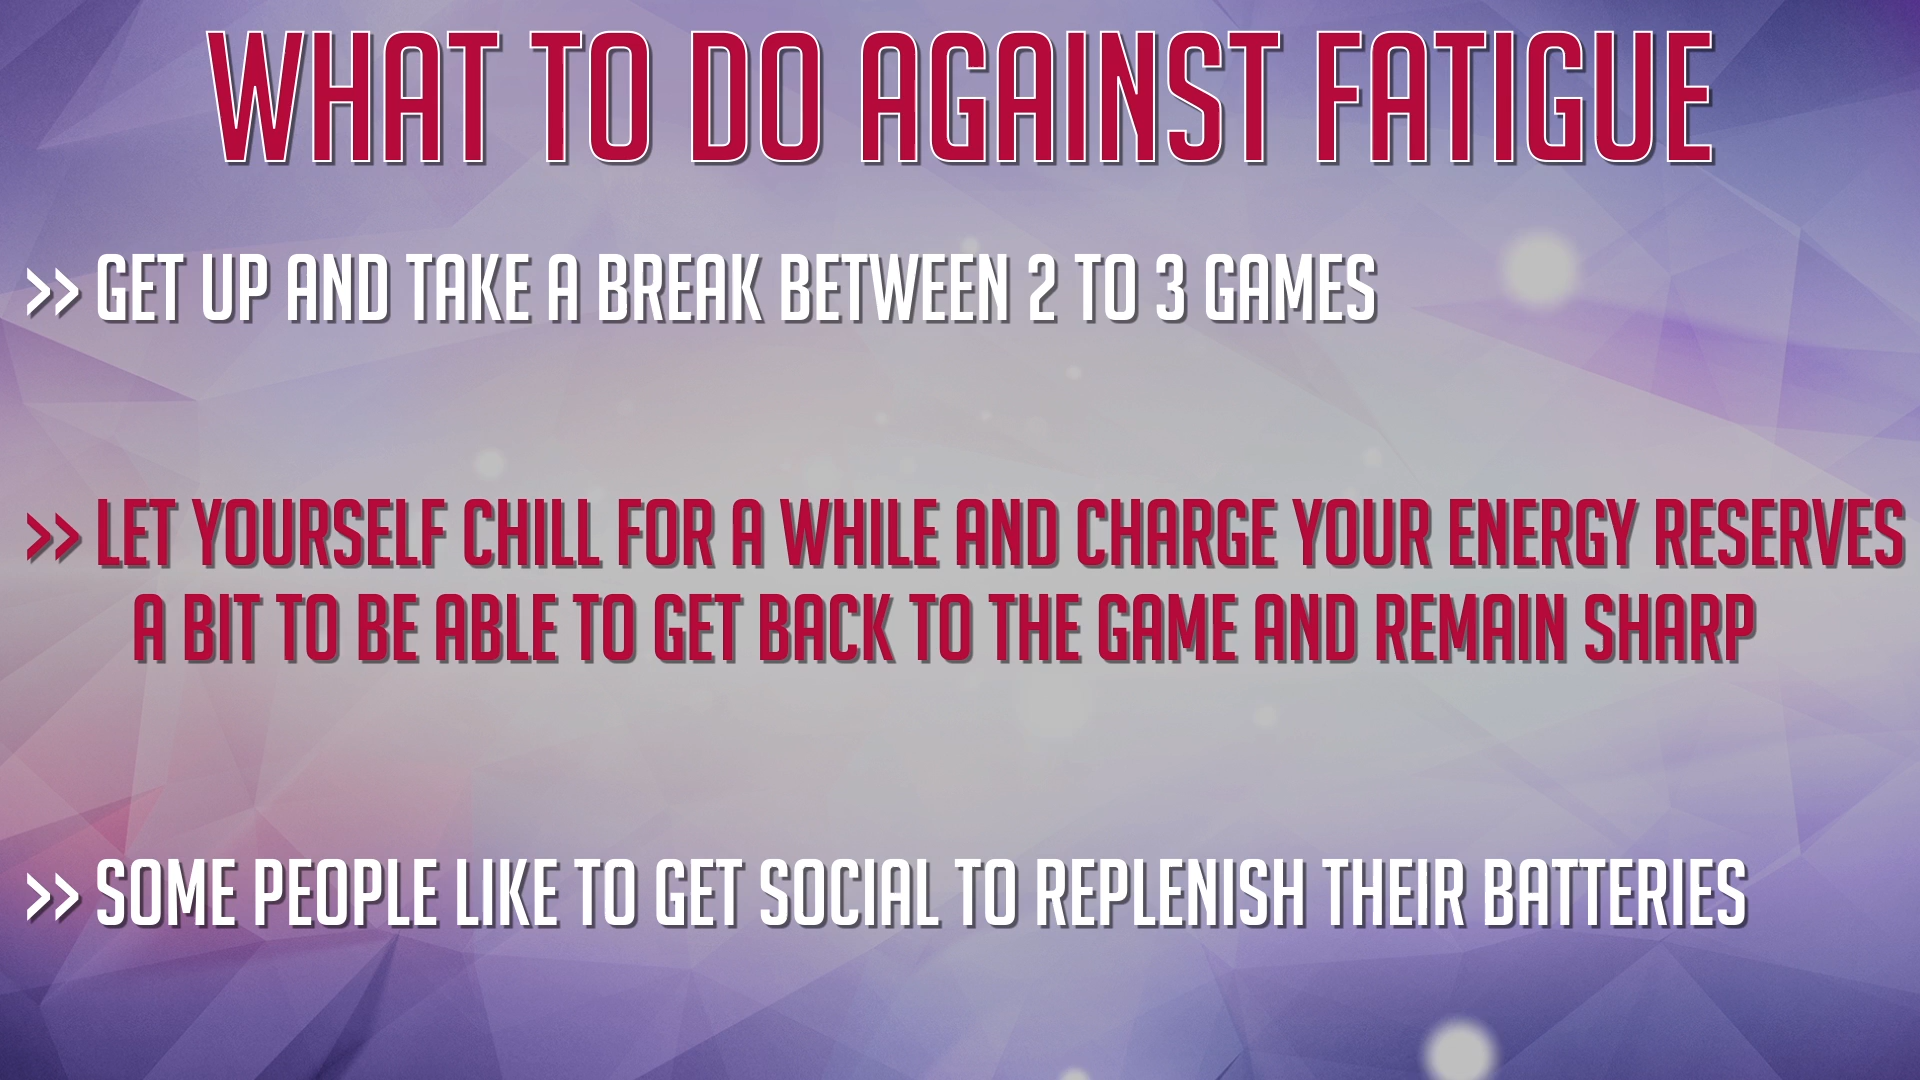 WHAT TO DO AGAINST FATIGUE
>> GET UP AND TAKE A BREAK BETWEEN 2 TO 3 GAMES
>> LET YOURSELF CHILL FOR A WHILE AND CHARGE YOUR ENERGY RESERVES
A BIT TO BE ABLE TO GET BACK TO THE GAME AND REMAIN SHARP
>> SOME PEOPLE LIKE TO GET SOCIAL TO REPLENISH THEIR BATTERIES